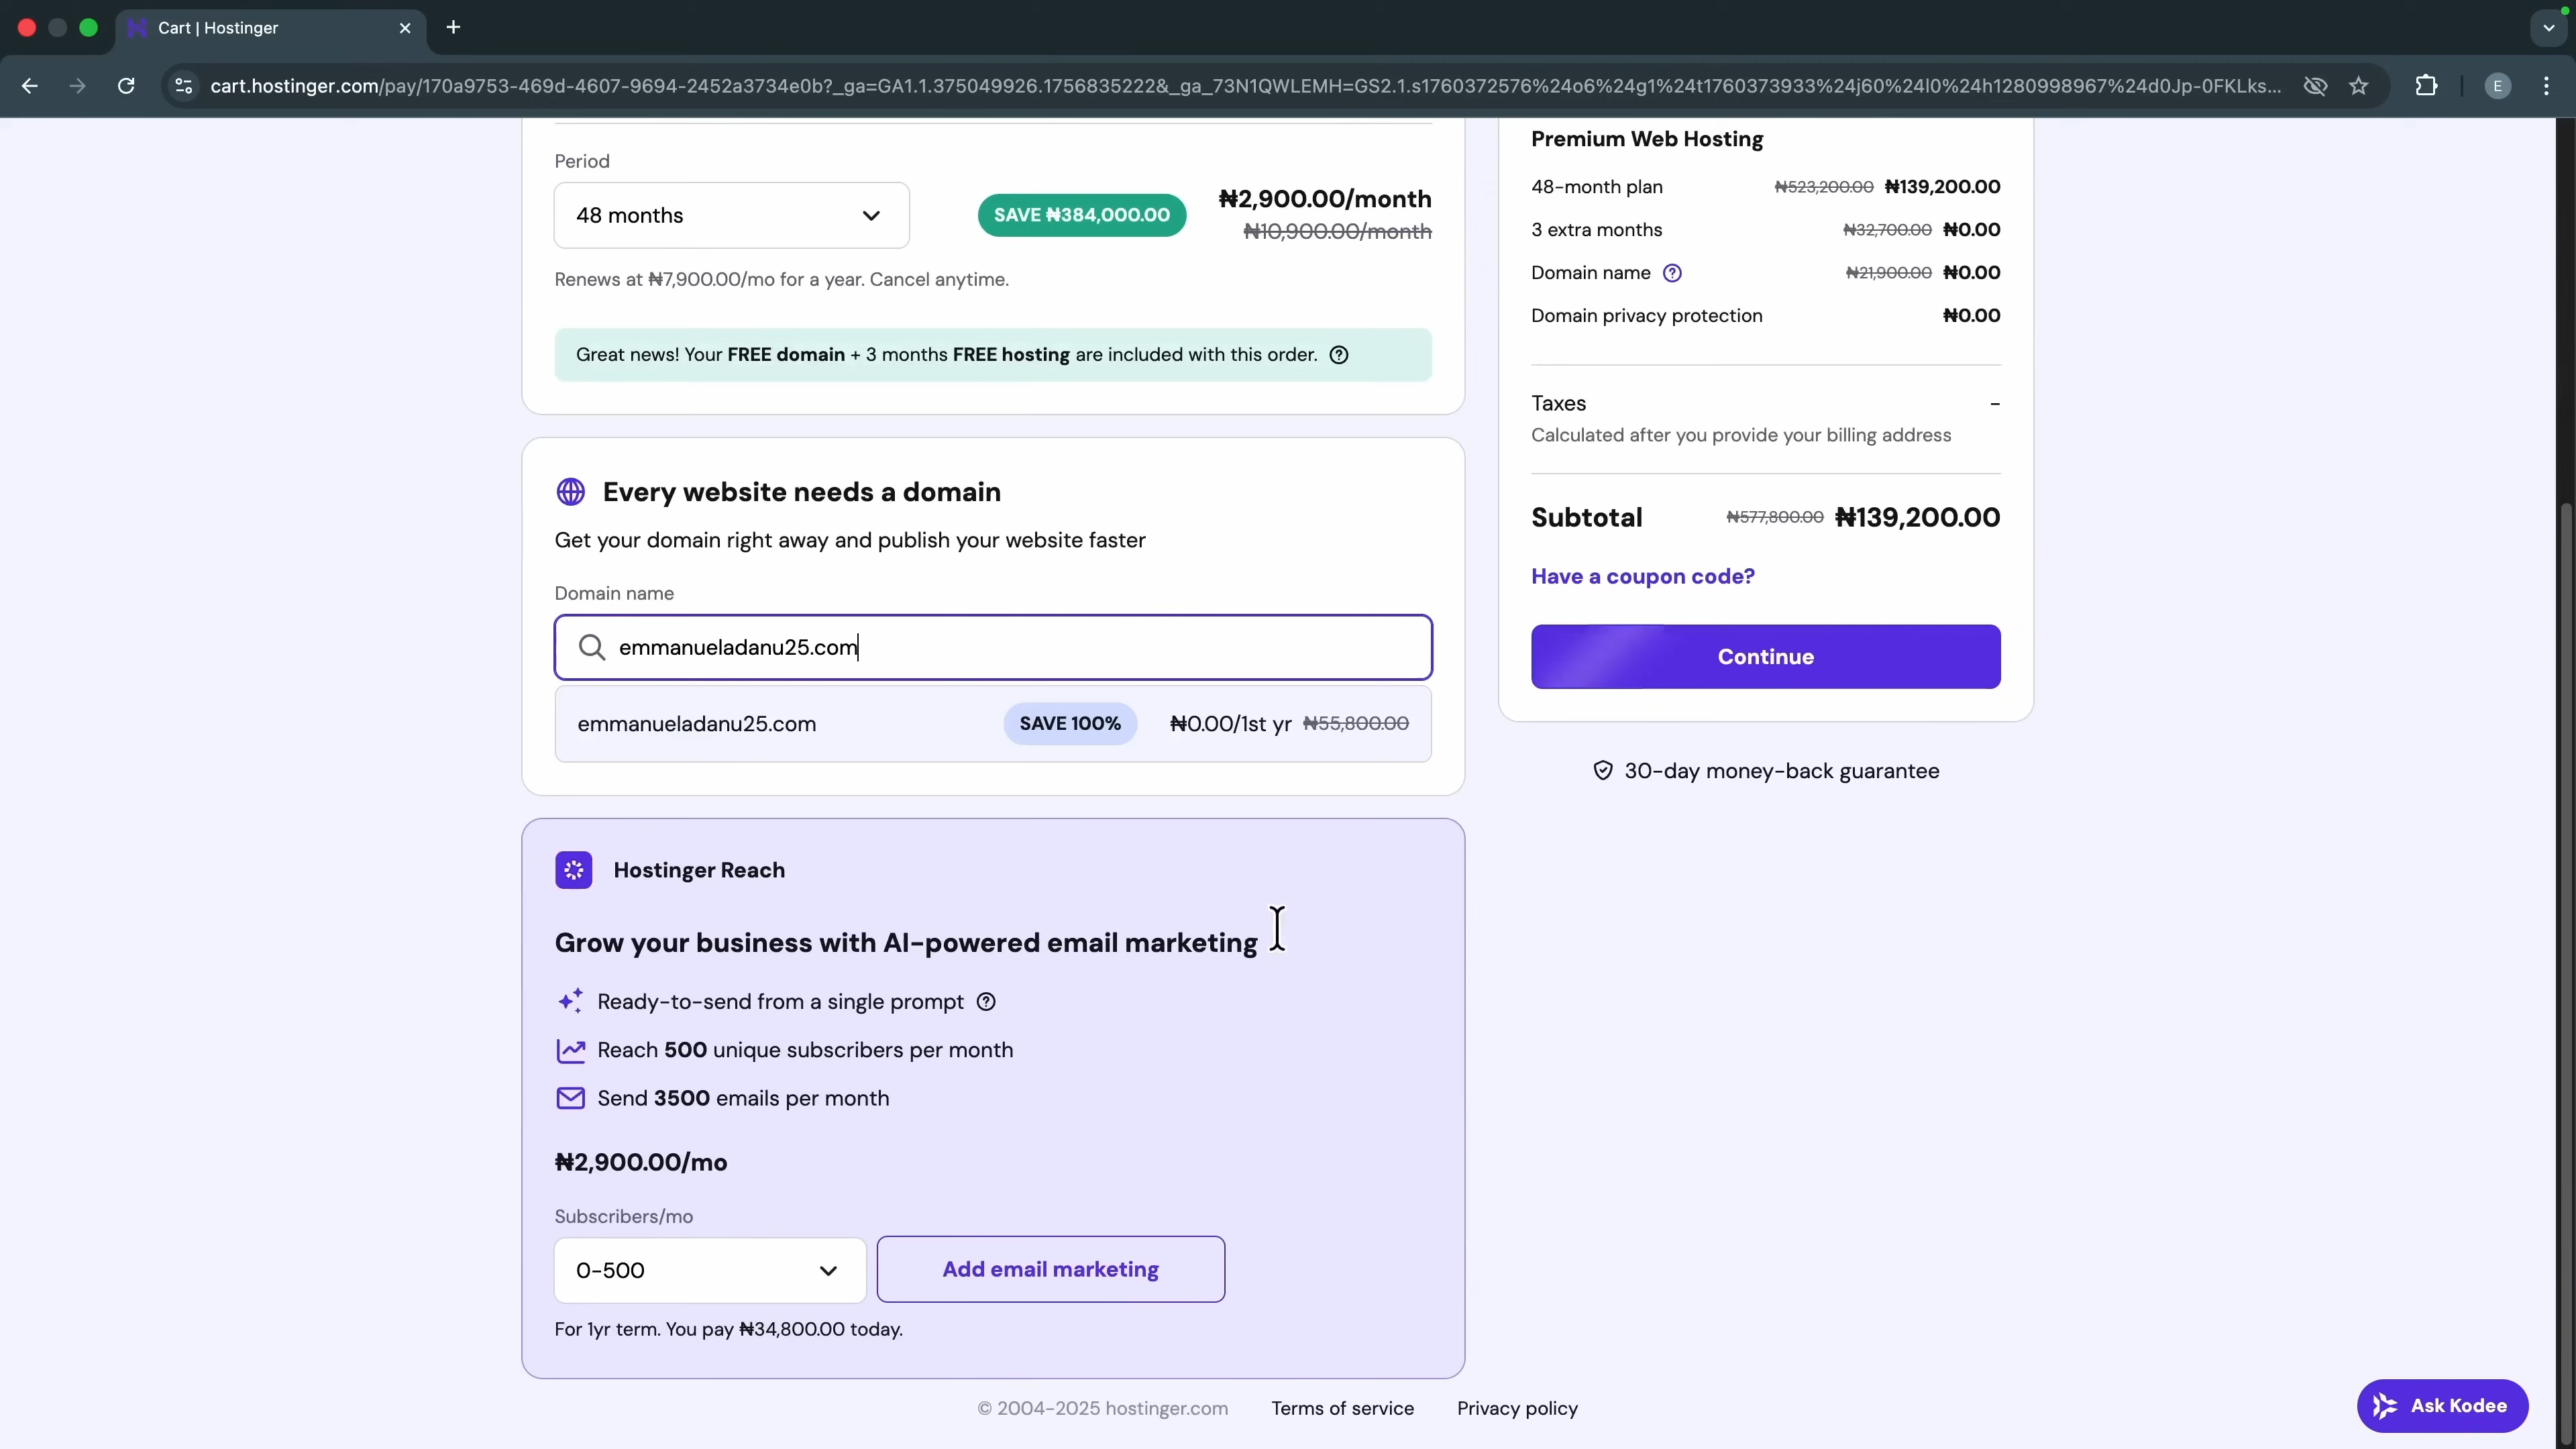 Cart | Hostinger
cart.hostinger.com/pay/170a9753-469d-4607-9694-2452a3734e0b?_ga=GA1.1.375049926.1756835222&_ga_73N1QWLEMH=GS2.1.s1760372576%24o6%24g1%24t1760373933%24j60%24l0%24h1280998967%24d0Jp-0FKLks...
E
Period
48 months
SAVE ₦384,000.00
₦2,900.00/month
₦10,900.00/month
Renews at ₦7,900.00/mo for a year. Cancel anytime.
Great news! Your FREE domain + 3 months FREE hosting are included with this order.
Every website needs a domain
Get your domain right away and publish your website faster
Domain name
emmanueladanu25.com
emmanueladanu25.com SAVE 100% ₦0.00/1st yr ₦55,800.00
Hostinger Reach
Grow your business with AI-powered email marketing
Ready-to-send from a single prompt
Reach 500 unique subscribers per month
Send 3500 emails per month
₦2,900.00/mo
Subscribers/mo
0-500
Add email marketing
For 1yr term. You pay ₦34,800.00 today.
Premium Web Hosting
48-month plan ₦523,200.00 ₦139,200.00
3 extra months ₦32,700.00 ₦0.00
Domain name ₦21,900.00 ₦0.00
Domain privacy protection ₦0.00
Taxes -
Calculated after you provide your billing address
Subtotal ₦577,800.00 ₦139,200.00
Have a coupon code?
Continue
30-day money-back guarantee
© 2004-2025 hostinger.com Terms of service Privacy policy
Ask Kodee